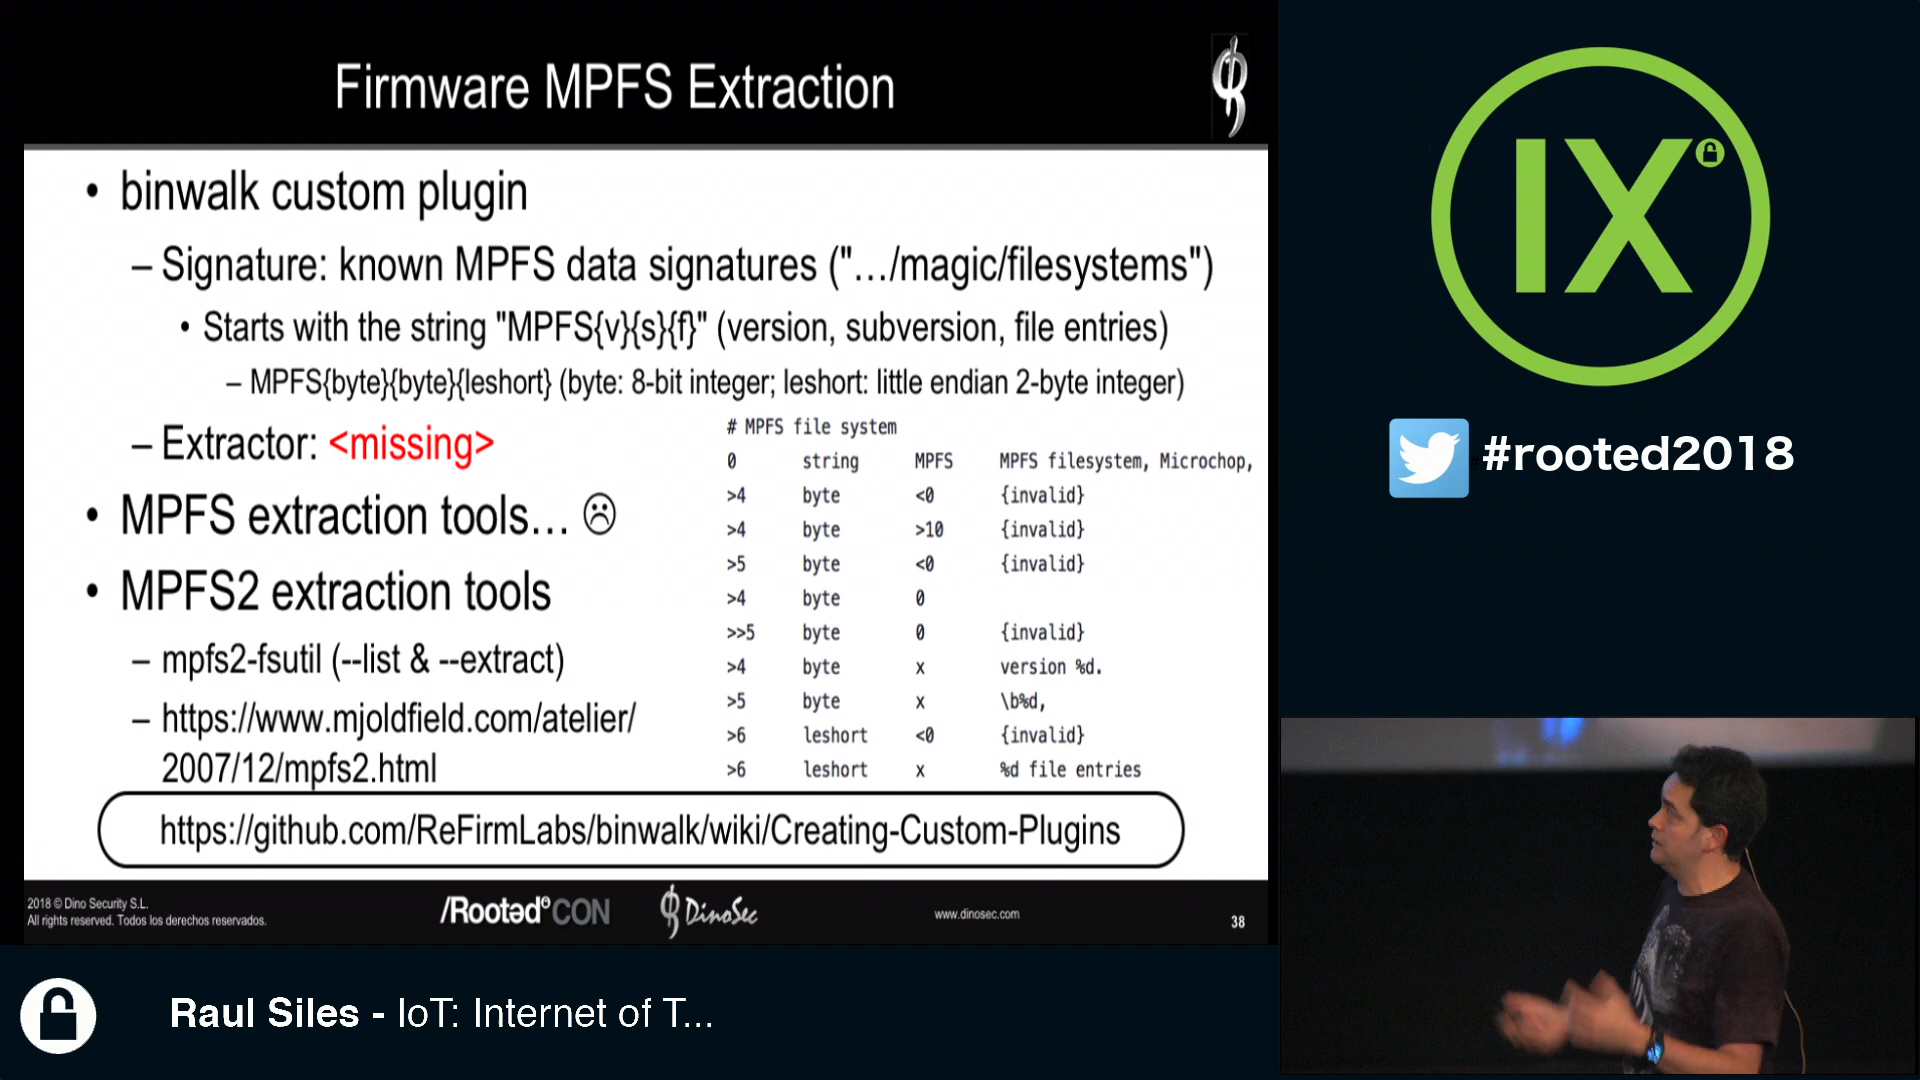 Firmware MPFS Extraction
• binwalk custom plugin
– Signature: known MPFS data signatures ("…/magic/filesystems")
• Starts with the string "MPFS{v}{s}{f}" (version, subversion, file entries)
– MPFS{byte}{byte}{leshort} (byte: 8-bit integer; leshort: little endian 2-byte integer)
– Extractor: <missing>
• MPFS extraction tools… ☹
• MPFS2 extraction tools
– mpfs2-fsutil (--list & --extract)
– https://www.mjoldfield.com/atelier/
2007/12/mpfs2.html
# MPFS file system
0 string MPFS MPFS filesystem, Microchop,
>4 byte <0 {invalid}
>4 byte >10 {invalid}
>5 byte <0 {invalid}
>4 byte 0
>>5 byte 0 {invalid}
>4 byte x version %d.
>5 byte x \b%d,
>6 leshort <0 {invalid}
>6 leshort x %d file entries
https://github.com/ReFirmLabs/binwalk/wiki/Creating-Custom-Plugins
2018 © Dino Security S.L.
All rights reserved. Todos los derechos reservados.
/Rootəd°CON
DinoSec
www.dinosec.com
38
IX
#rooted2018
Raul Siles - IoT: Internet of T...